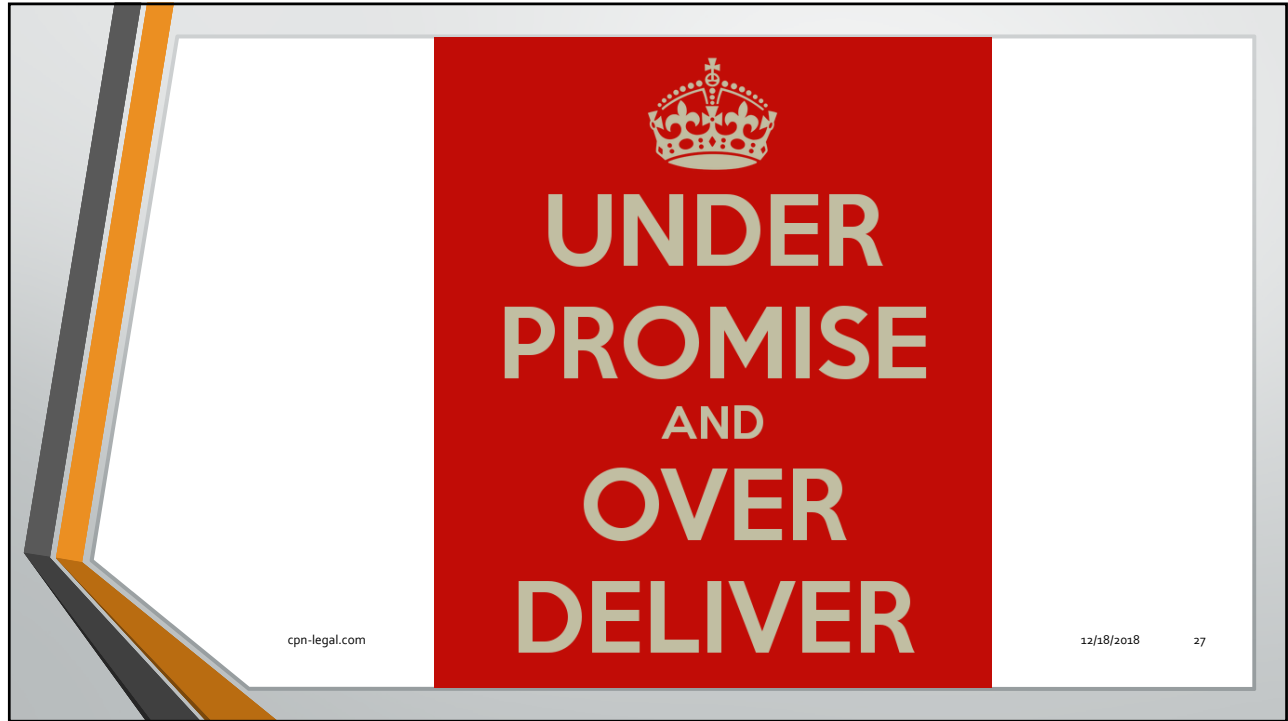 UNDER
PROMISE
AND
OVER
DELIVER
cpn-legal.com 12/18/2018 27